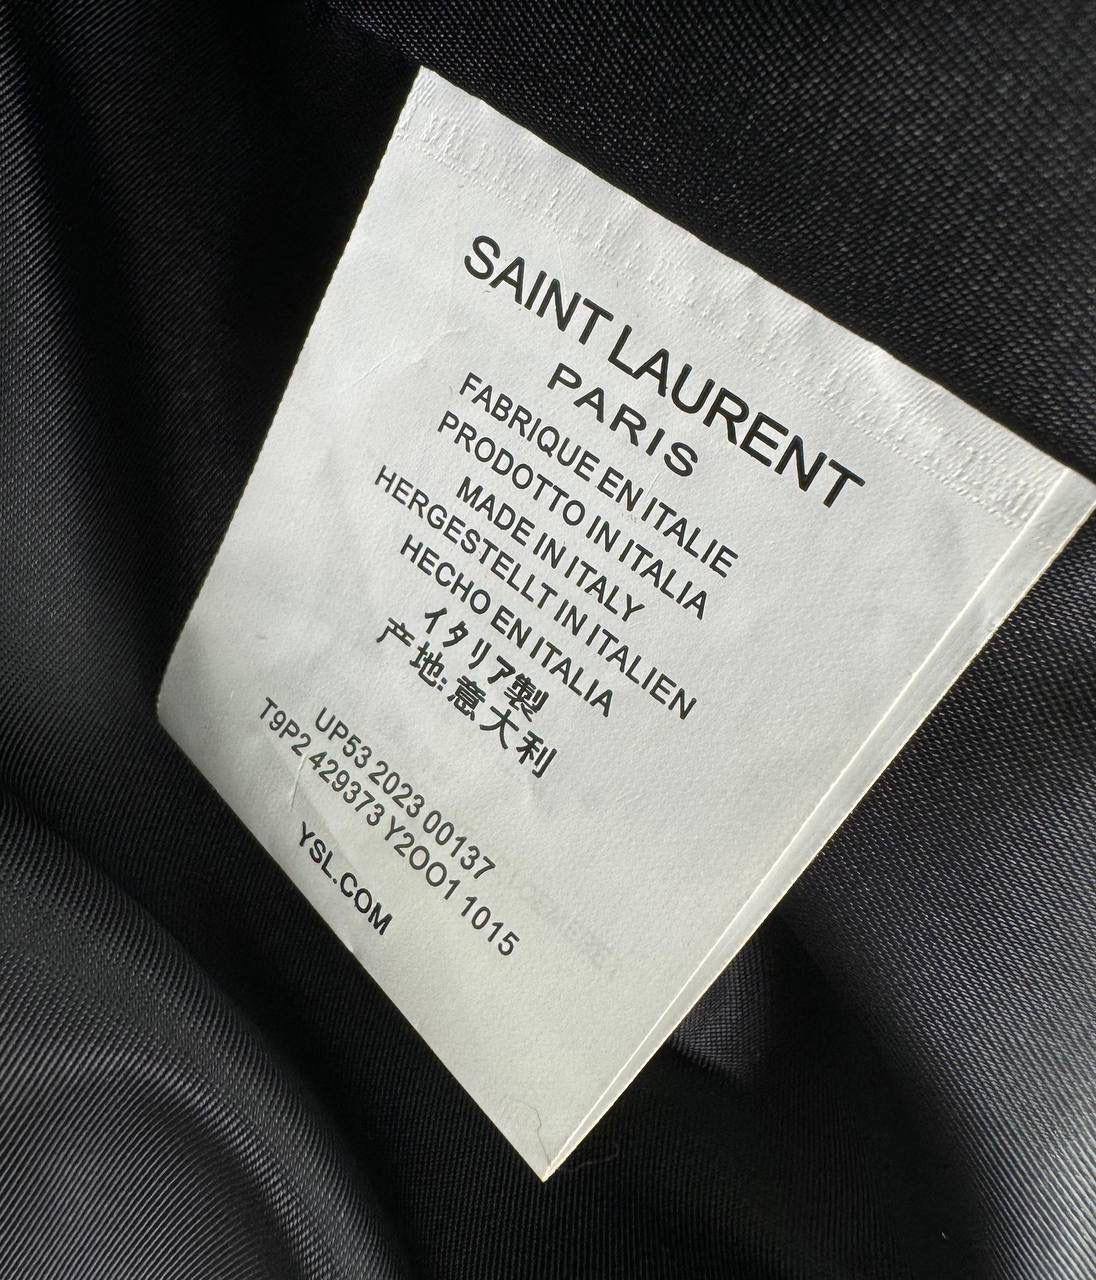 SAINT LAURENT
PARIS
FABRIQUE EN ITALIE
PRODOTTO IN ITALIA
MADE IN ITALY
HERGESTELLT IN ITALIEN
HECHO EN ITALIA
イタリア製
产地:意大利
UP53 2023 00137
T9P2 429373 Y2OO1 1015
YSL.COM